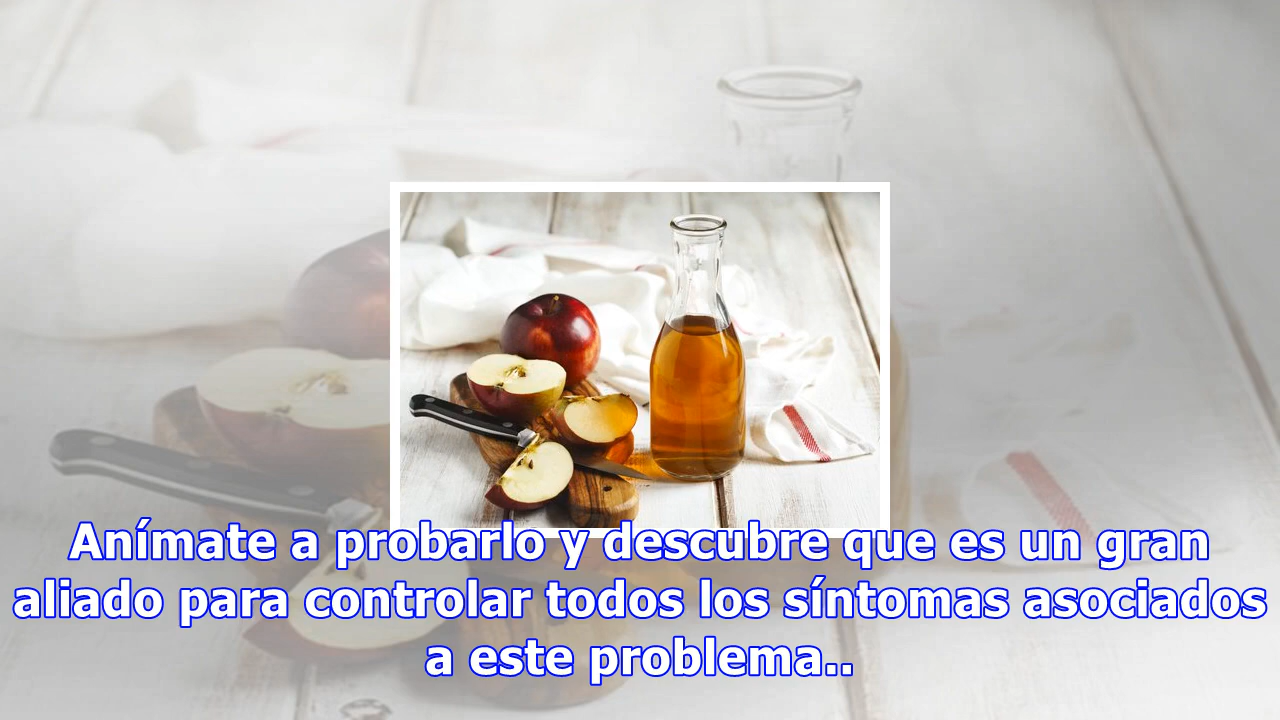 Anímate a probarlo y descubre que es un gran
aliado para controlar todos los síntomas asociados
a este problema..